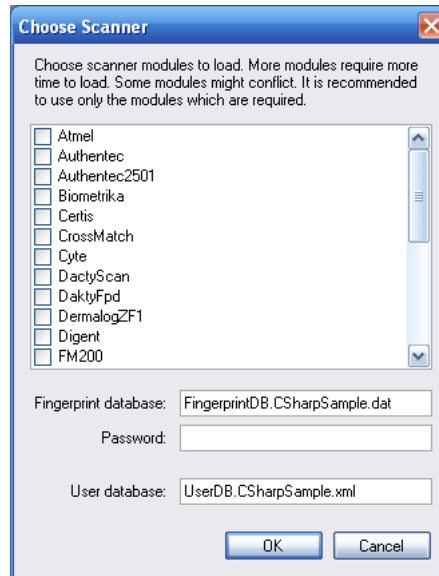 Choose Scanner
Choose scanner modules to load. More modules require more
time to load. Some modules might conflict. It is recommended
to use only the modules which are required.
Atmel
Authentec
Authentec2501
Biometrika
Certis
CrossMatch
Cyte
DactyScan
DaktyFpd
DermalogZF1
Digent
FM200
Fingerprint database: FingerprintDB.CSharpSample.dat
Password:
User database: UserDB.CSharpSample.xml
OK Cancel